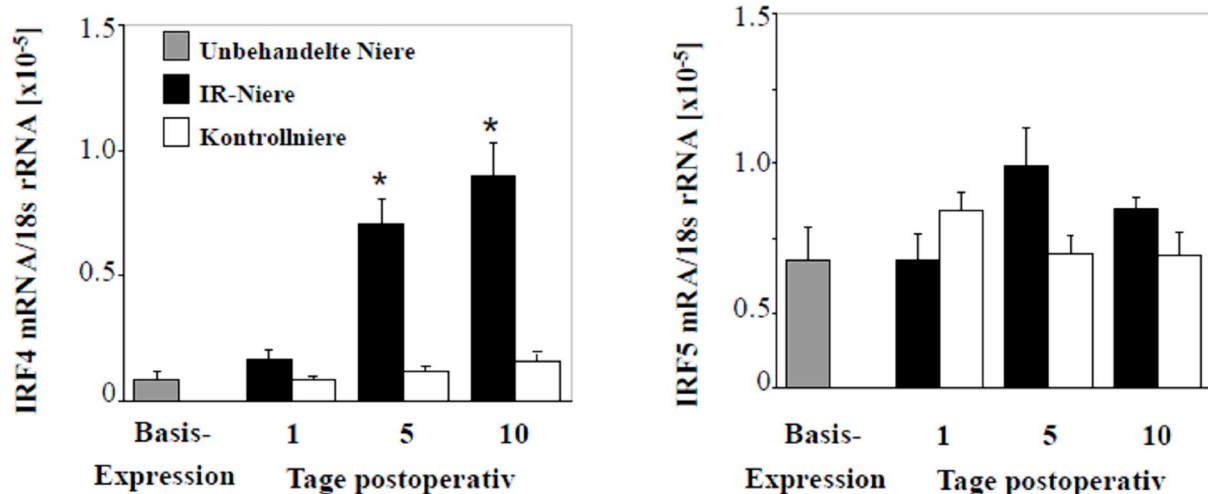 IRF4 mRNA/18s rRNA [x10⁻⁵]
1.5
1.0
0.5
0
Unbehandelte Niere
IR-Niere
Kontrollniere
*
*
Basis-
Expression
1 5 10
Tage postoperativ
IRF5 mRA/18s rRNA [x10⁻⁵]
1.5
1.0
0.5
0
Basis-
Expression
1 5 10
Tage postoperativ